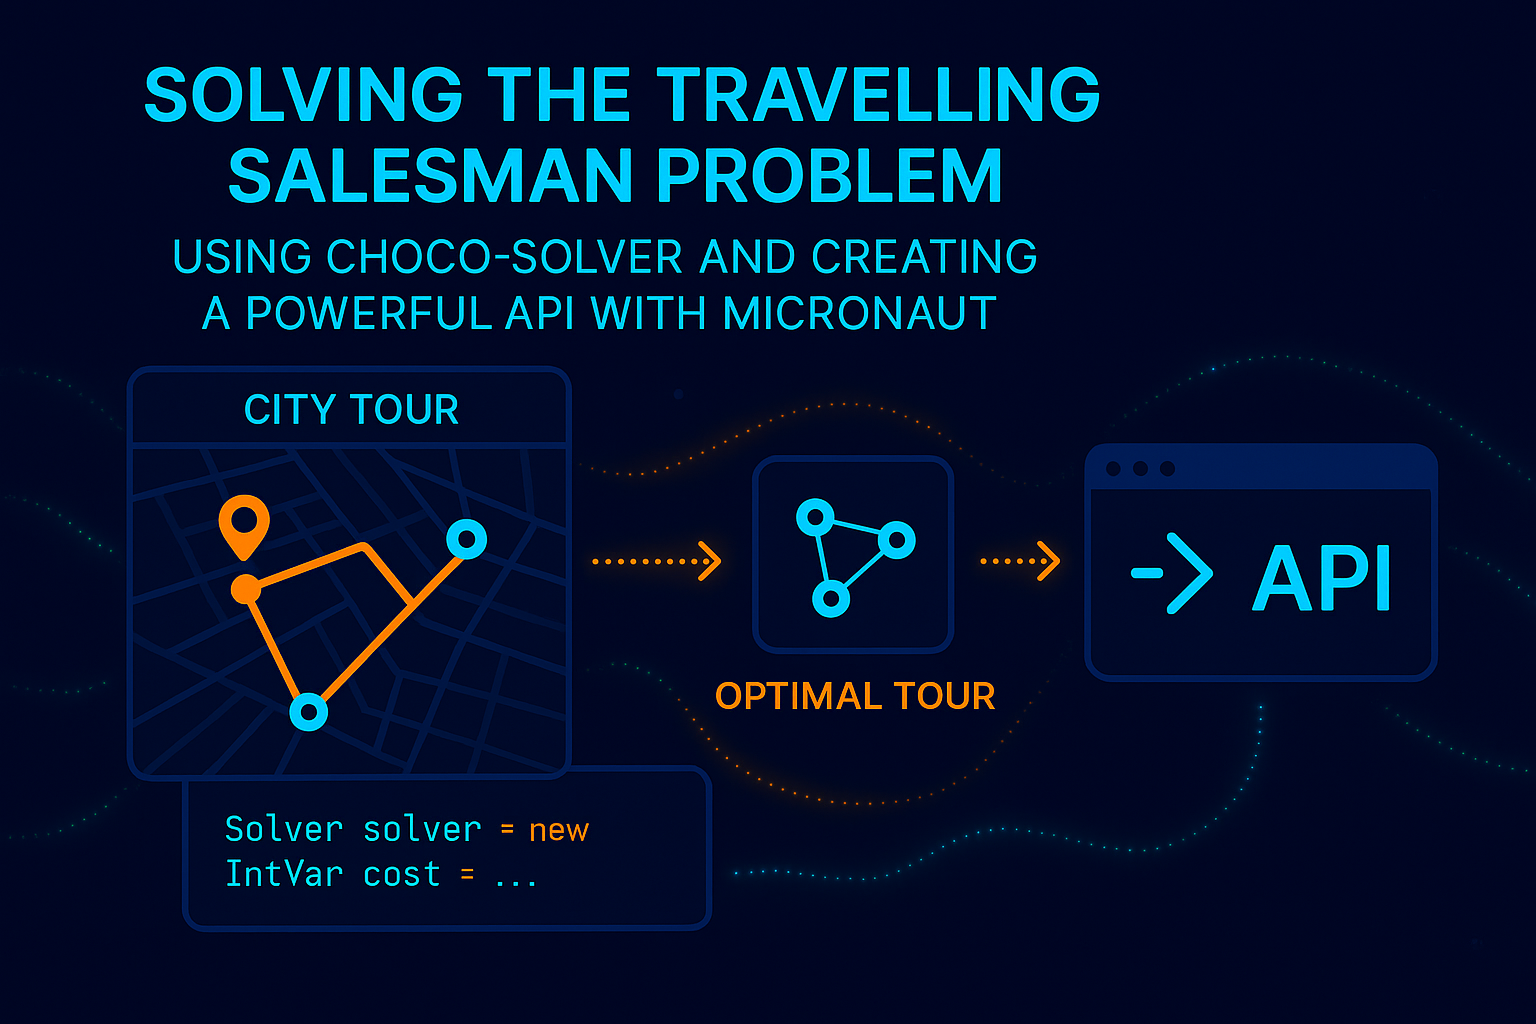 SOLVING THE TRAVELLING
SALESMAN PROBLEM
USING CHOCO-SOLVER AND CREATING
A POWERFUL API WITH MICRONAUT
CITY TOUR
OPTIMAL TOUR
API
Solver solver = new
IntVar cost = ...